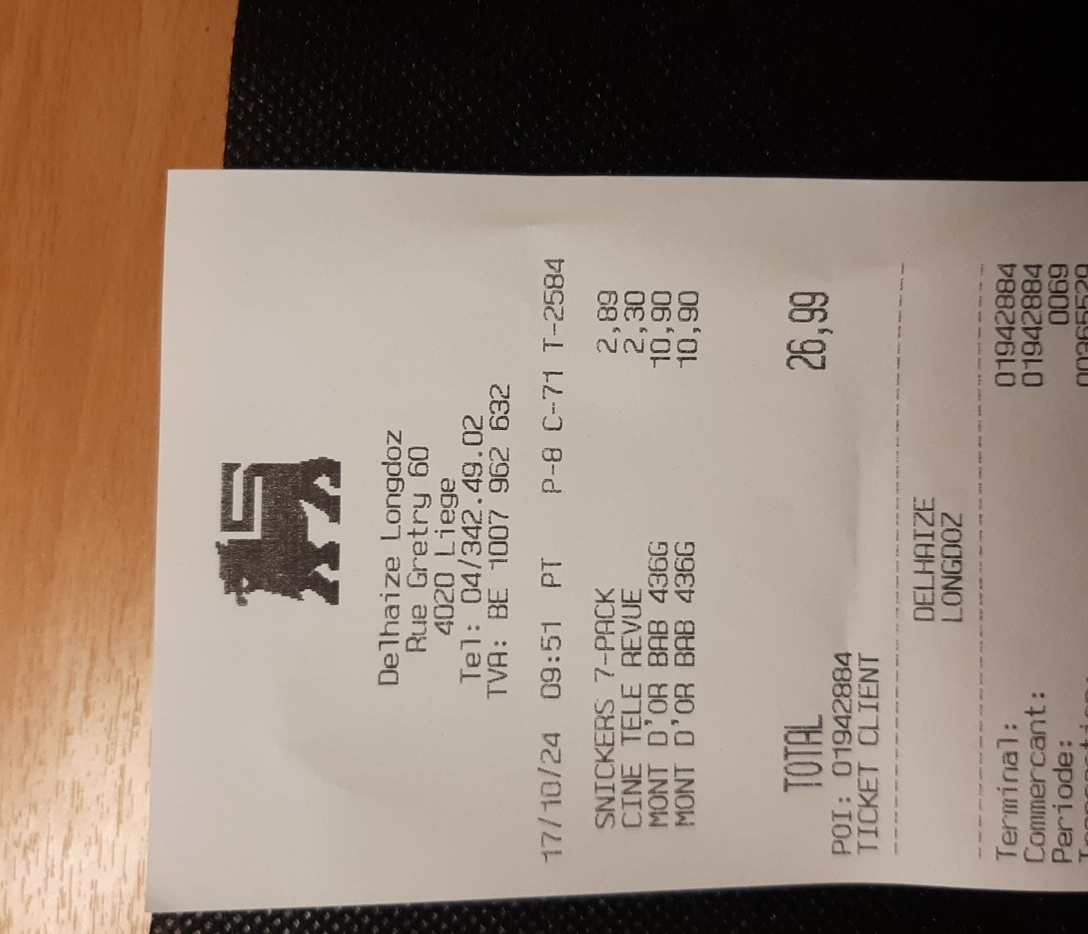 Delhaize Longdoz
Rue Gretry 60
4020 Liege
Tel: 04/342.49.02
TVA: BE 1007 962 632
17/10/24 09:51 PT P-8 C-71 T-2584
SNICKERS 7-PACK 2,89
CINE TELE REVUE 2,30
MONT D'OR BAB 436G 10,90
MONT D'OR BAB 436G 10,90
TOTAL 26,99
POI: 01942884
TICKET CLIENT
DELHAIZE
LONGDOZ
Terminal: 01942884
Commercant: 01942884
Periode: 0069